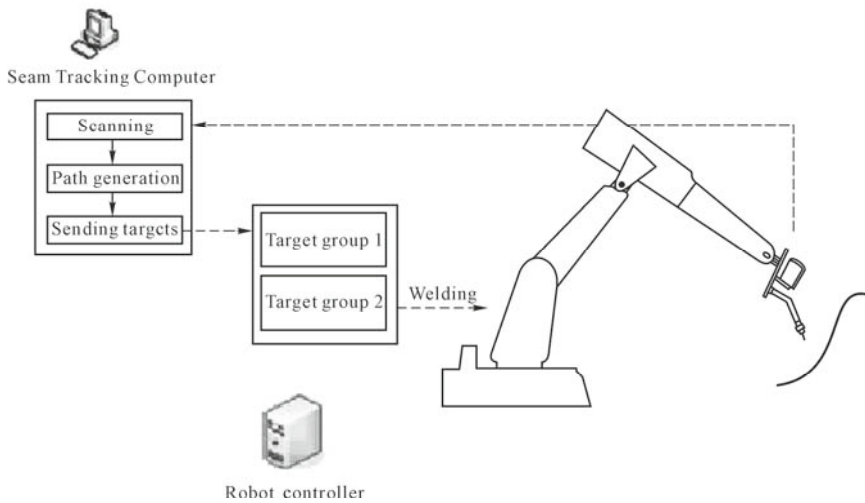 Seam Tracking Computer
Scanning
Path generation
Sending targets
Target group 1
Target group 2
Welding
Robot controller